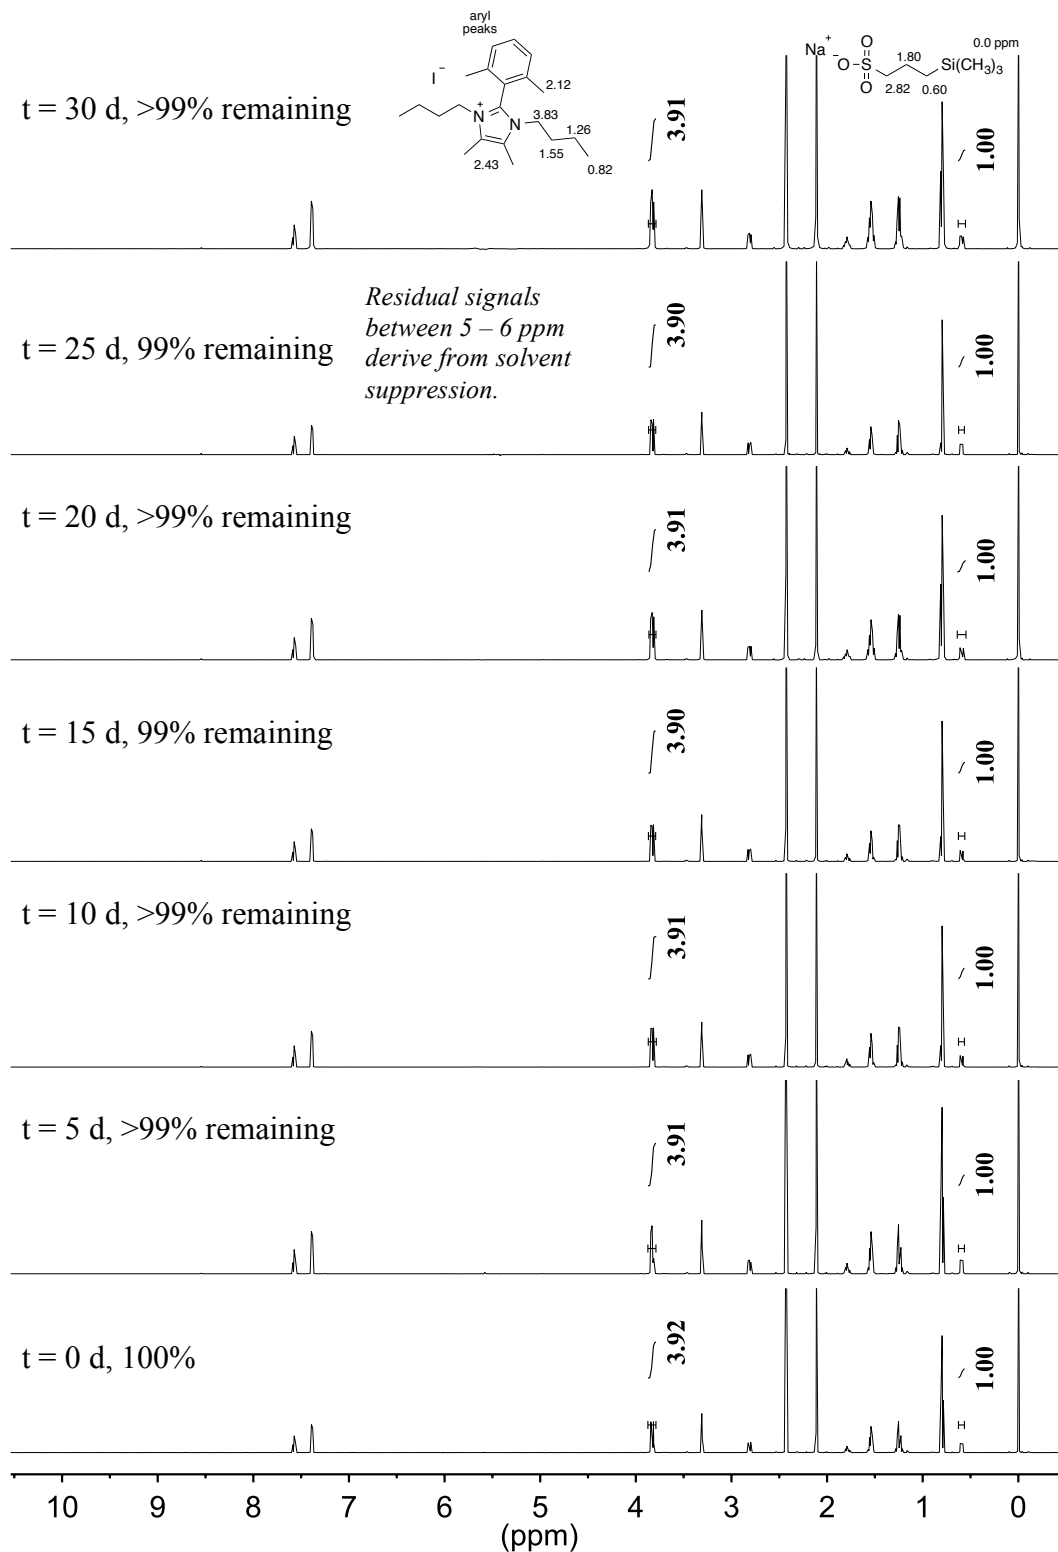 aryl
peaks
I⁻
2.12
N
+
N
3.83
1.26
1.55
0.82
2.43
Na⁺
⁻O
O
S
O
1.80
0.0 ppm
Si(CH₃)₃
2.82
0.60
t = 30 d, >99% remaining
3.91
1.00
Residual signals
between 5 – 6 ppm
derive from solvent
suppression.
t = 25 d, 99% remaining
3.90
1.00
t = 20 d, >99% remaining
3.91
1.00
t = 15 d, 99% remaining
3.90
1.00
t = 10 d, >99% remaining
3.91
1.00
t = 5 d, >99% remaining
3.91
1.00
t = 0 d, 100%
3.92
1.00
10 9 8 7 6 5 4 3 2 1 0
(ppm)